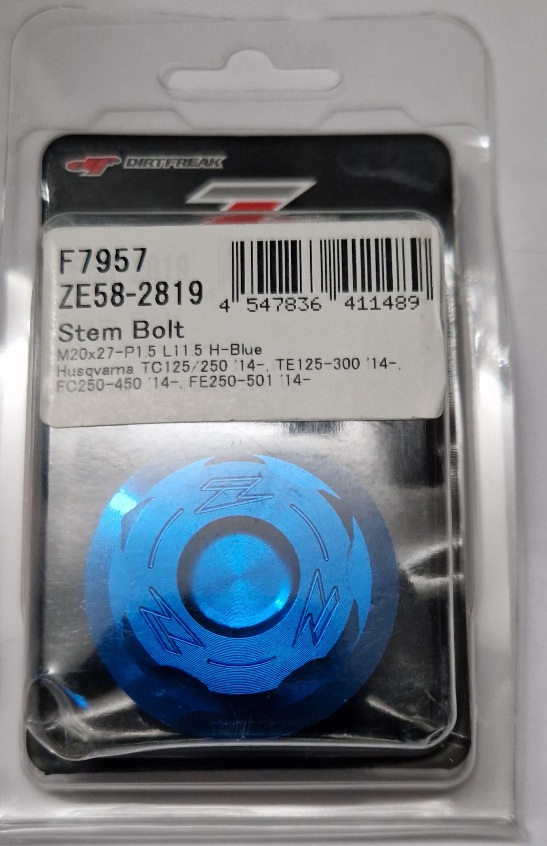 DIRTFREAK
F7957
ZE58-2819
4 547836 411489
Stem Bolt
M20x27-P1.5 L11.5 H-Blue
Husqvarna TC125/250 '14-, TE125-300 '14-,
FC250-450 '14-, FE250-501 '14-
Z
Z
Z